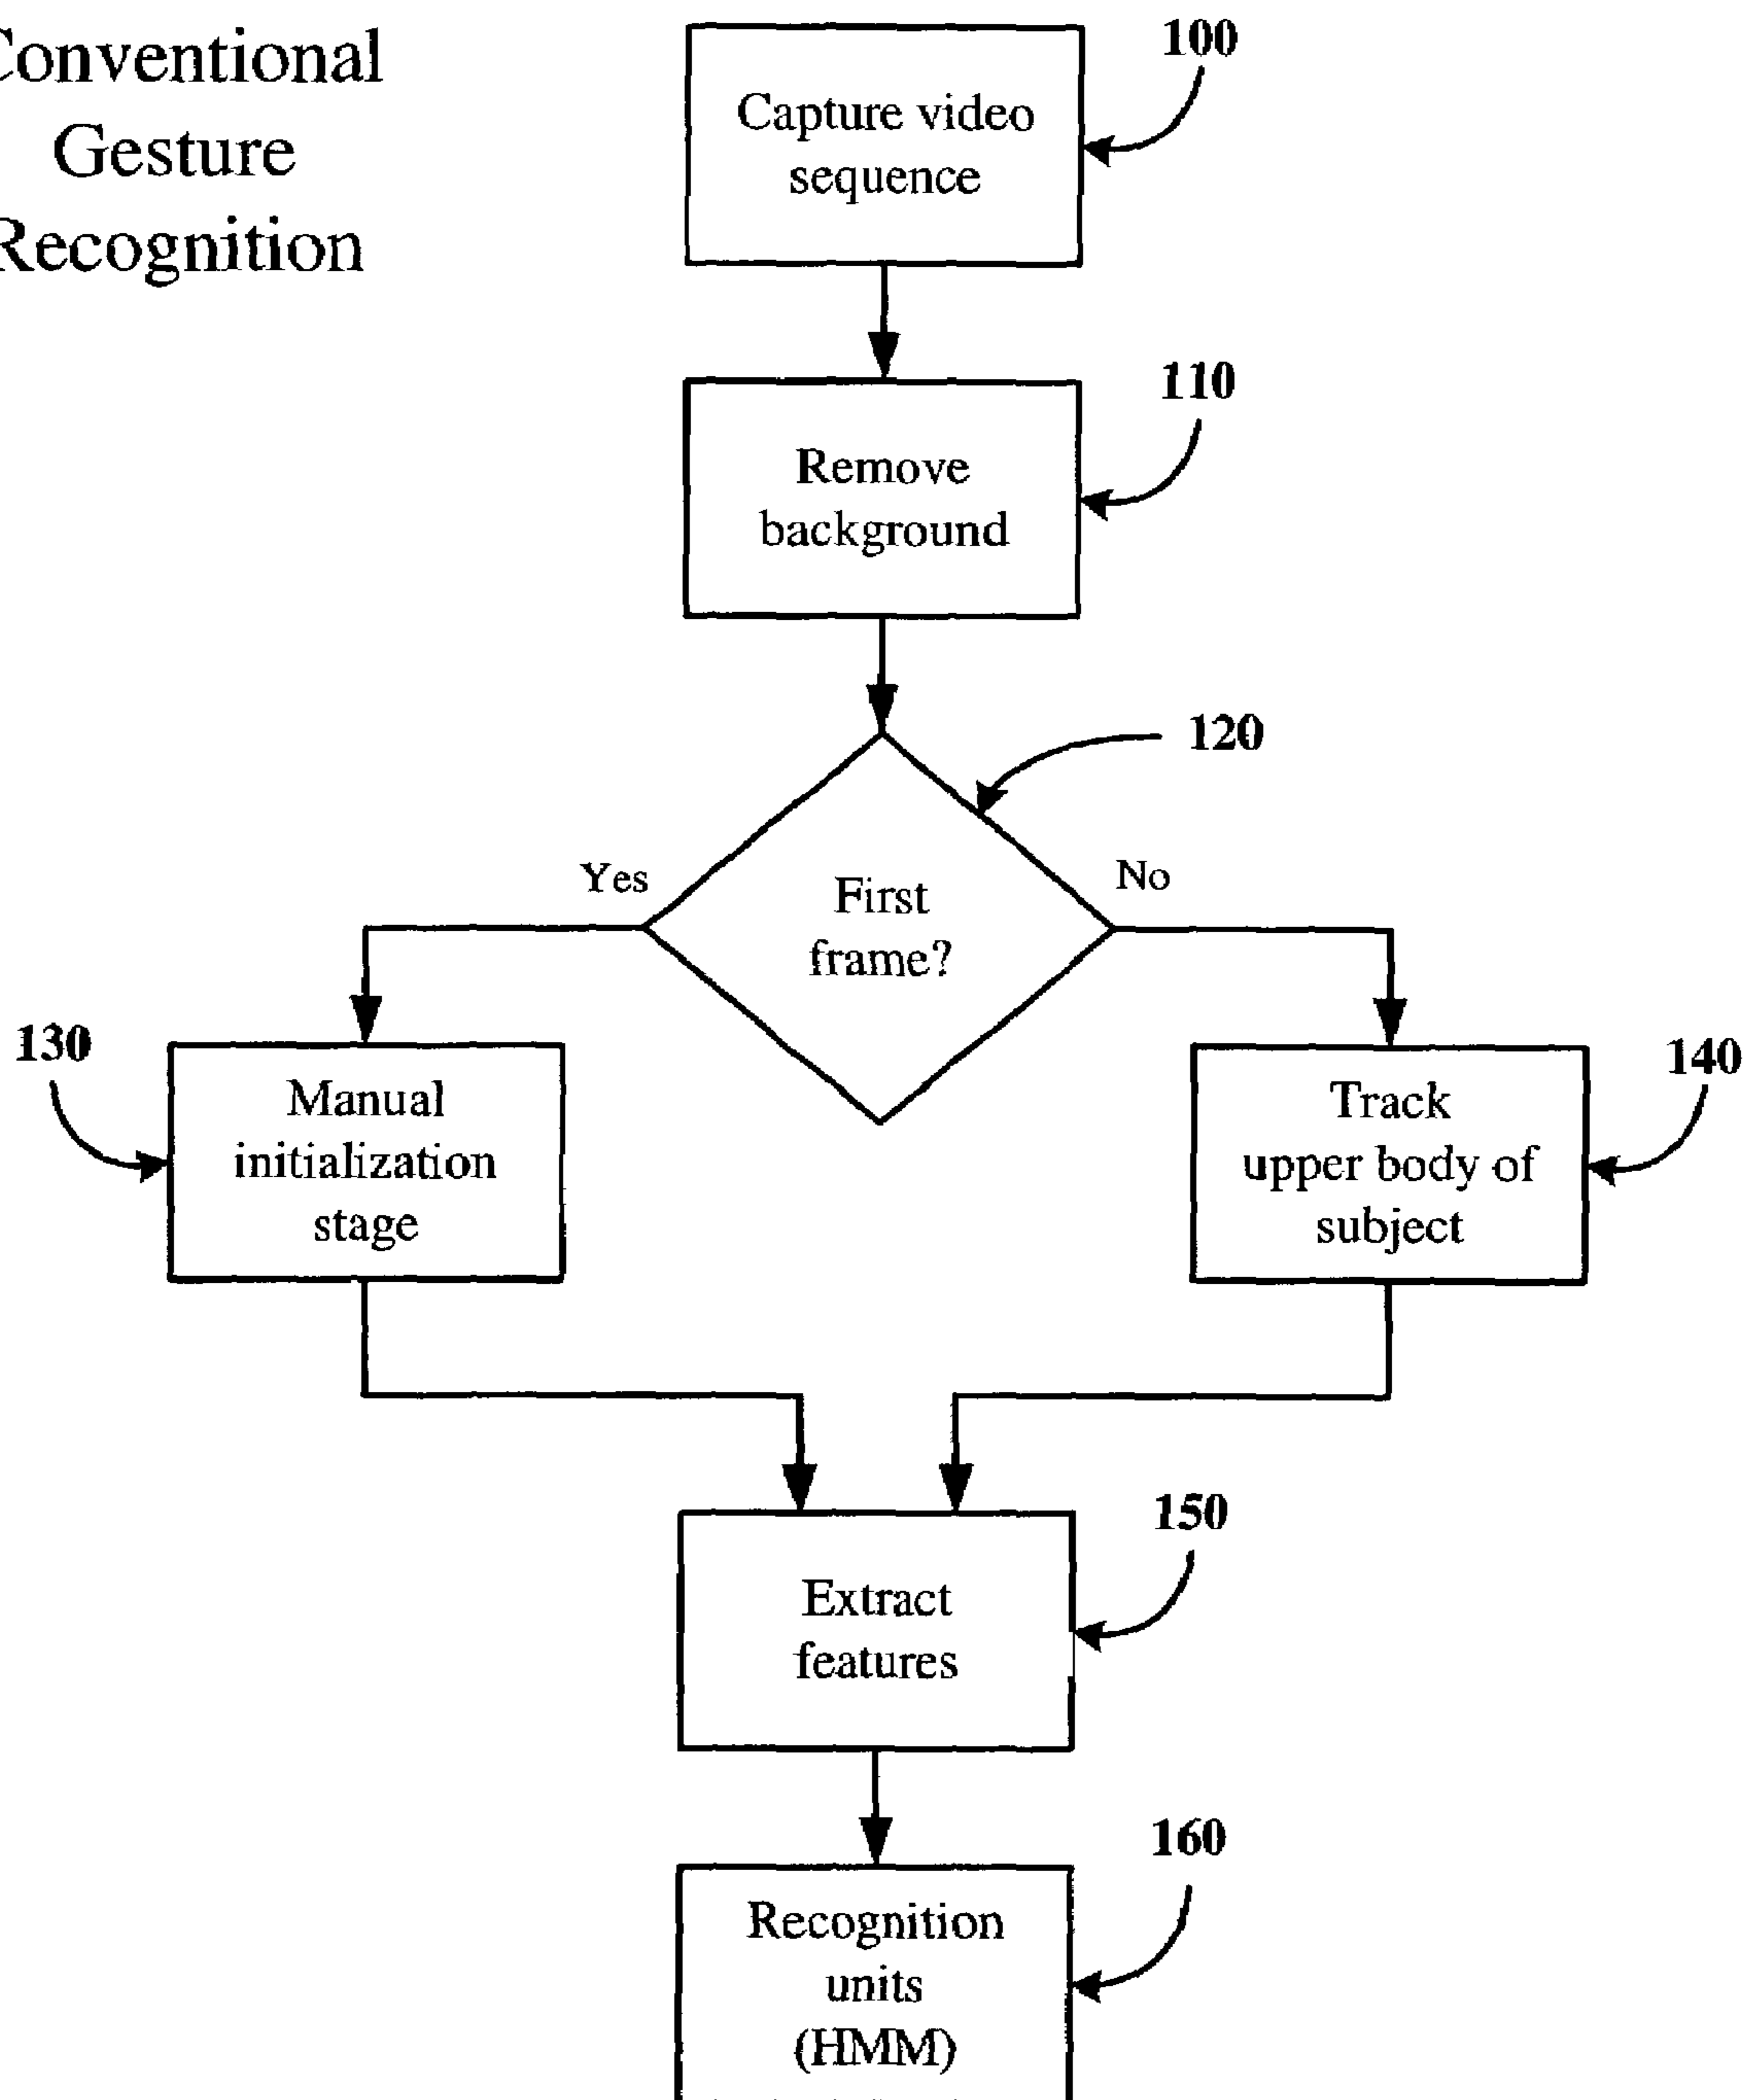 Conventional
Gesture
Recognition
100
Capture video
sequence
110
Remove
background
120
Yes
No
First
frame?
130
Manual
initialization
stage
140
Track
upper body of
subject
150
Extract
features
160
Recognition
units
(HMM)